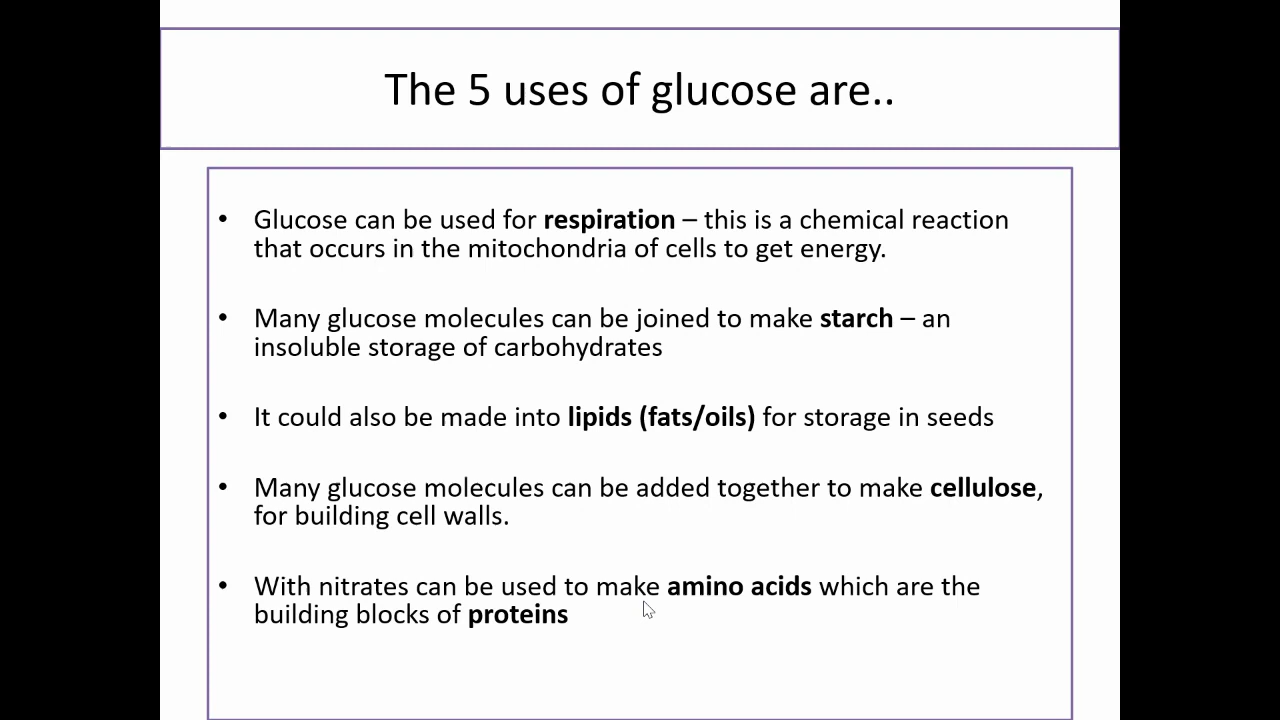 The 5 uses of glucose are..
• Glucose can be used for respiration – this is a chemical reaction
that occurs in the mitochondria of cells to get energy.
• Many glucose molecules can be joined to make starch – an
insoluble storage of carbohydrates
• It could also be made into lipids (fats/oils) for storage in seeds
• Many glucose molecules can be added together to make cellulose,
for building cell walls.
• With nitrates can be used to make amino acids which are the
building blocks of proteins